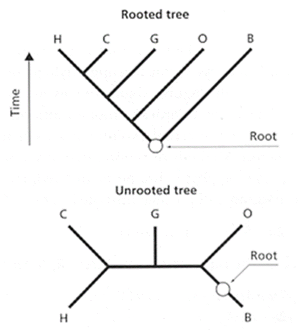 Rooted tree
H C G O B
Time
Root
Unrooted tree
C G O
Root
H B